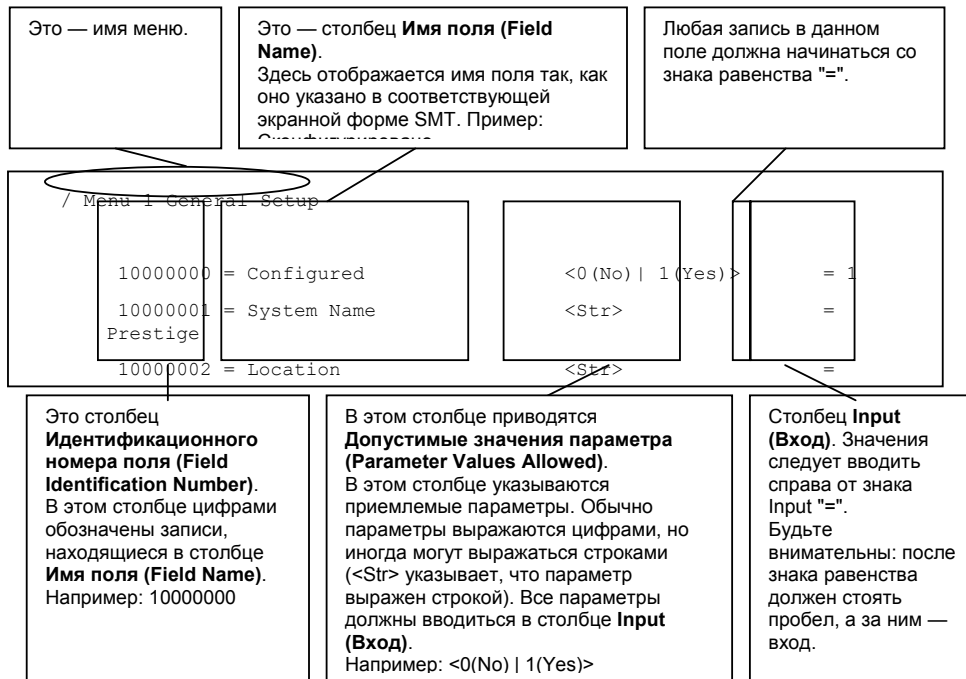 Это — имя меню.
Это — столбец Имя поля (Field
Name).
Здесь отображается имя поля так, как
оно указано в соответствующей
экранной форме SMT. Пример:
Любая запись в данном
поле должна начинаться со
знака равенства "=".
/ Menu 1 General Setup
10000000 = Configured <0(No)| 1(Yes)> = 1
10000001 = System Name <Str> =
Prestige
10000002 = Location <Str> =
Это столбец
Идентификационного
номера поля (Field
Identification Number).
В этом столбце цифрами
обозначены записи,
находящиеся в столбце
Имя поля (Field Name).
Например: 10000000
В этом столбце приводятся
Допустимые значения параметра
(Parameter Values Allowed).
В этом столбце указываются
приемлемые параметры. Обычно
параметры выражаются цифрами, но
иногда могут выражаться строками
(<Str> указывает, что параметр
выражен строкой). Все параметры
должны вводиться в столбце Input
(Вход).
Например: <0(No) | 1(Yes)>
Столбец Input
(Вход). Значения
следует вводить
справа от знака
Input "=".
Будьте
внимательны: после
знака равенства
должен стоять
пробел, а за ним —
вход.